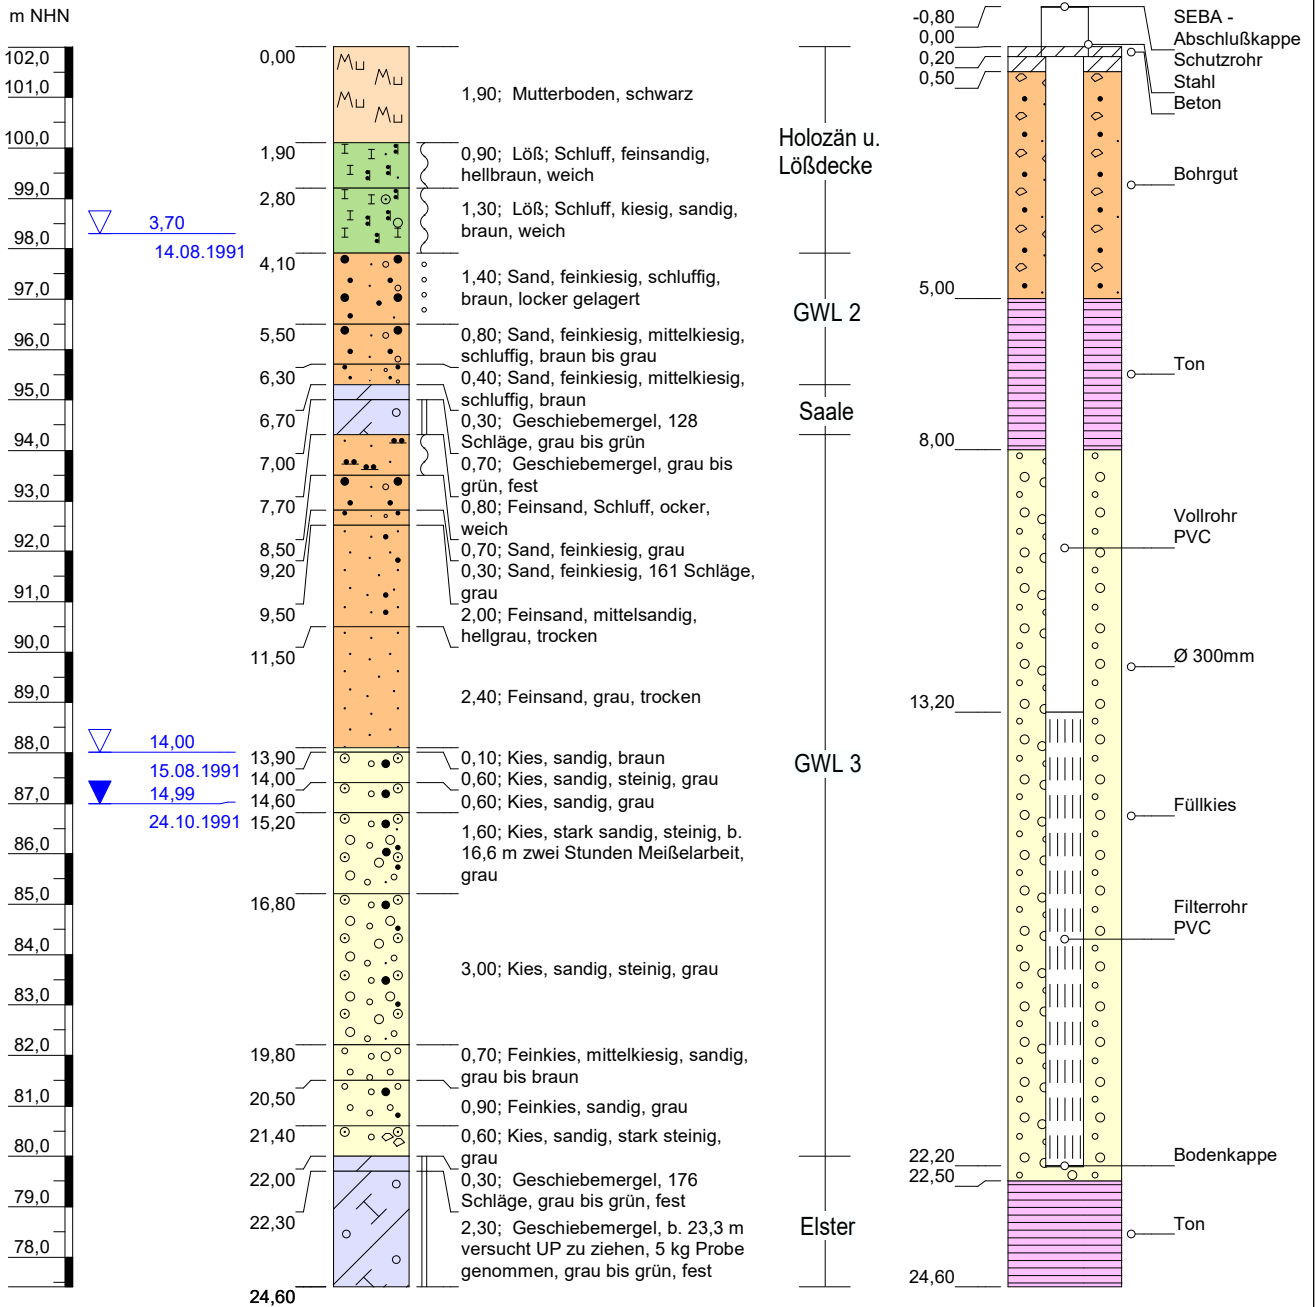 m NHN
102,0
101,0
100,0
99,0
98,0
97,0
96,0
95,0
94,0
93,0
92,0
91,0
90,0
89,0
88,0
87,0
86,0
85,0
84,0
83,0
82,0
81,0
80,0
79,0
78,0
3,70
14.08.1991
14,00
15.08.1991
14,99
24.10.1991
0,00
1,90
2,80
4,10
5,50
6,30
6,70
7,00
7,70
8,50
9,20
9,50
11,50
13,90
14,00
14,60
15,20
16,80
19,80
20,50
21,40
22,00
22,30
24,60
1,90; Mutterboden, schwarz
0,90; Löß; Schluff, feinsandig,
hellbraun, weich
1,30; Löß; Schluff, kiesig, sandig,
braun, weich
1,40; Sand, feinkiesig, schluffig,
braun, locker gelagert
0,80; Sand, feinkiesig, mittelkiesig,
schluffig, braun bis grau
0,40; Sand, feinkiesig, mittelkiesig,
schluffig, braun
0,30; Geschiebemergel, 128
Schläge, grau bis grün
0,70; Geschiebemergel, grau bis
grün, fest
0,80; Feinsand, Schluff, ocker,
weich
0,70; Sand, feinkiesig, grau
0,30; Sand, feinkiesig, 161 Schläge,
grau
2,00; Feinsand, mittelsandig,
hellgrau, trocken
2,40; Feinsand, grau, trocken
0,10; Kies, sandig, braun
0,60; Kies, sandig, steinig, grau
0,60; Kies, sandig, grau
1,60; Kies, stark sandig, steinig, b.
16,6 m zwei Stunden Meißelarbeit,
grau
3,00; Kies, sandig, steinig, grau
0,70; Feinkies, mittelkiesig, sandig,
grau bis braun
0,90; Feinkies, sandig, grau
0,60; Kies, sandig, stark steinig,
grau
0,30; Geschiebemergel, 176
Schläge, grau bis grün, fest
2,30; Geschiebemergel, b. 23,3 m
versucht UP zu ziehen, 5 kg Probe
genommen, grau bis grün, fest
Holozän u.
Lößdecke
GWL 2
Saale
GWL 3
Elster
-0,80
0,00
0,20
0,50
5,00
8,00
13,20
22,20
22,50
24,60
SEBA -
Abschlußkappe
Schutzrohr
Stahl
Beton
Bohrgut
Ton
Vollrohr
PVC
Ø 300mm
Füllkies
Filterrohr
PVC
Bodenkappe
Ton